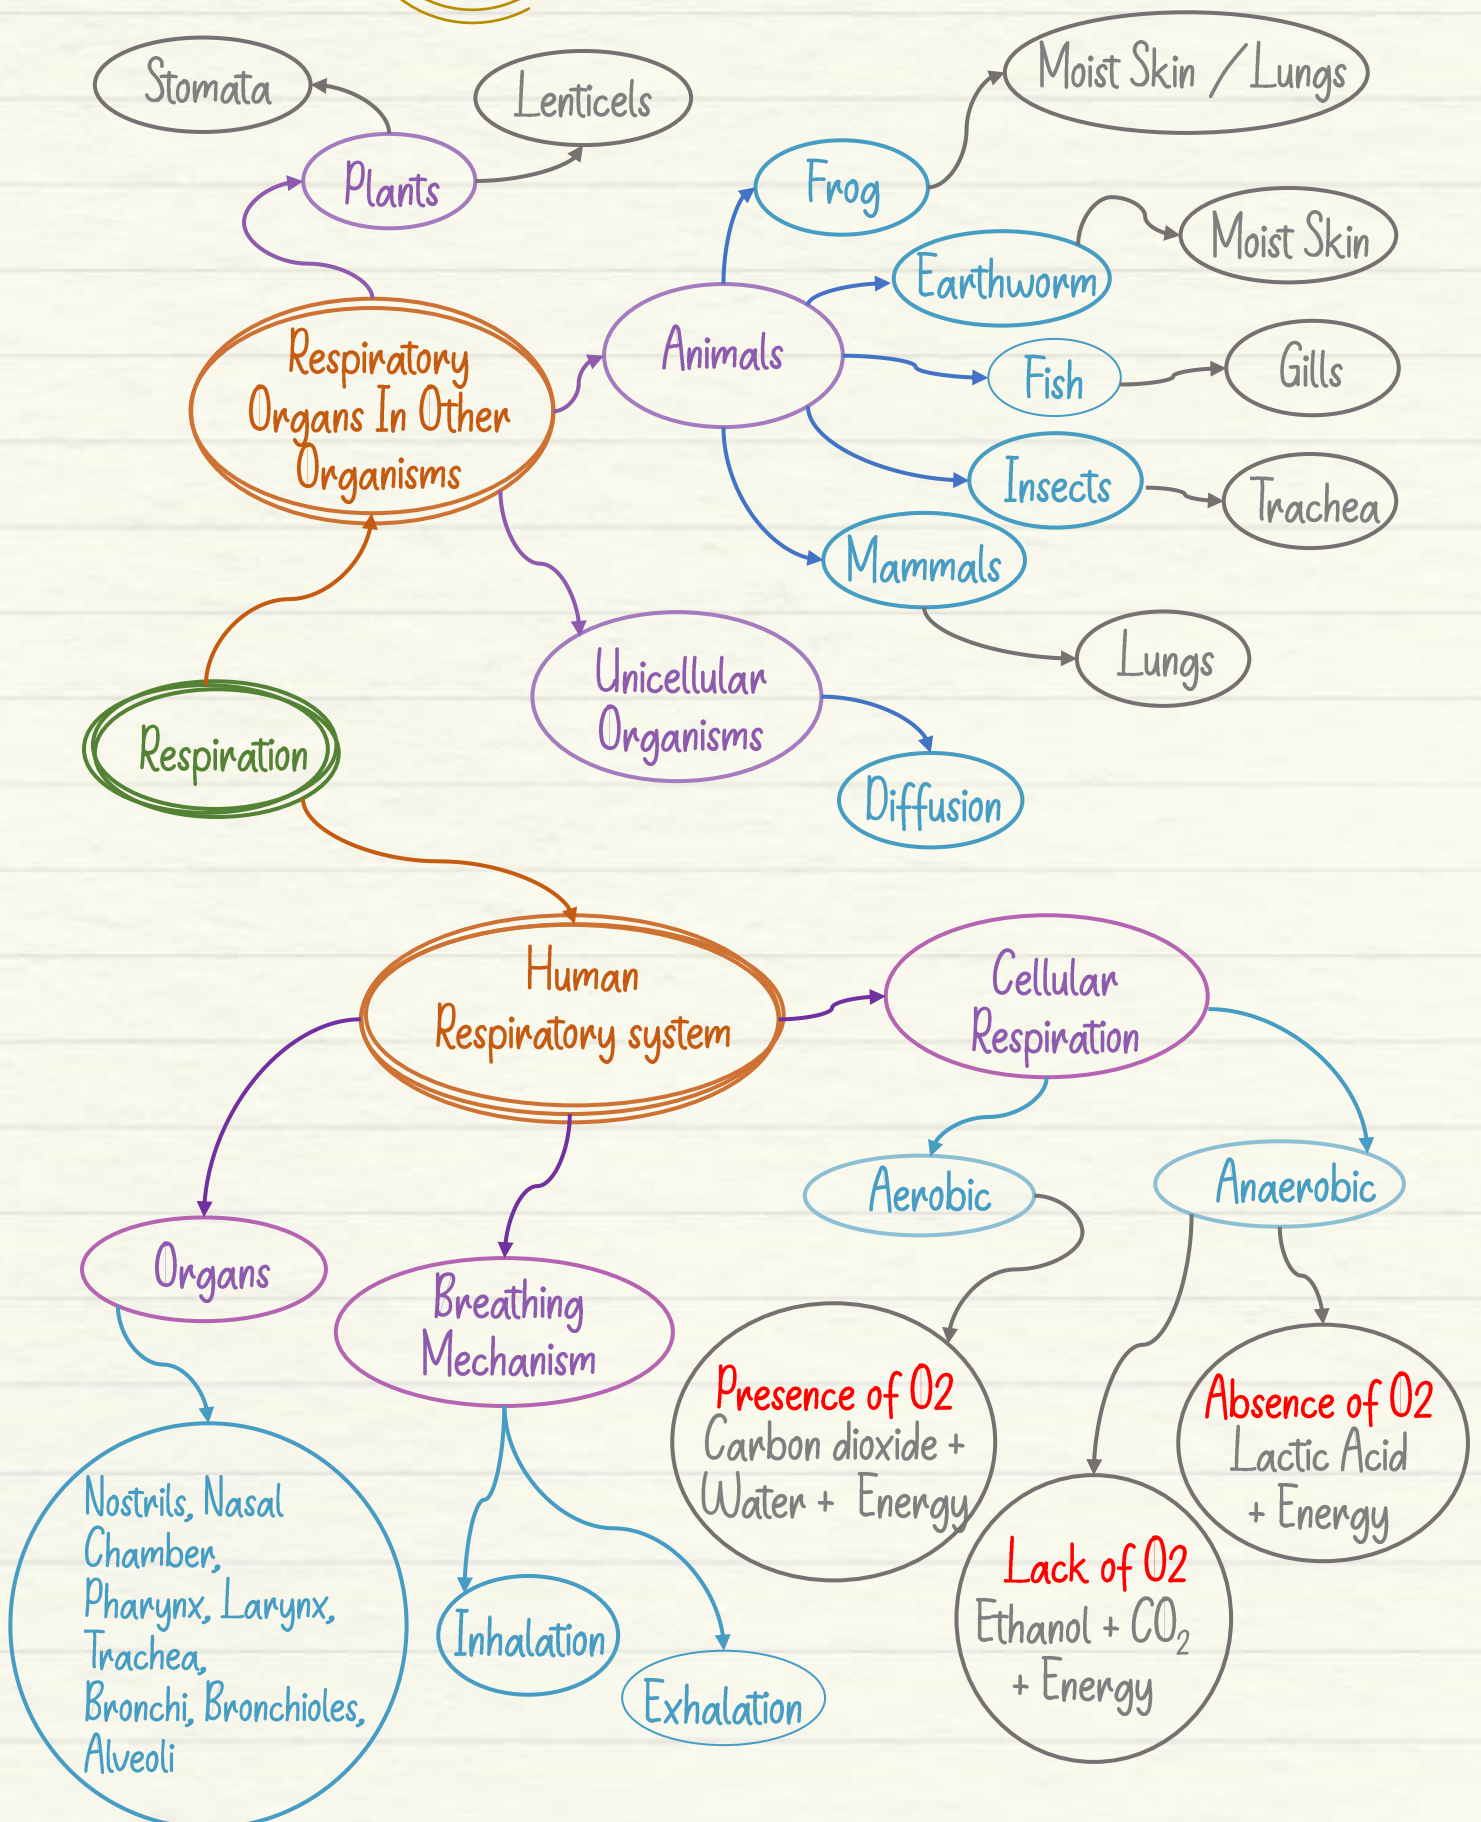 Stomata
Lenticels
Moist Skin / Lungs
Plants
Frog
Moist Skin
Earthworm
Respiratory
Organs In Other
Organisms
Animals
Fish
Gills
Insects
Trachea
Mammals
Lungs
Unicellular
Organisms
Respiration
Diffusion
Human
Respiratory system
Cellular
Respiration
Aerobic
Anaerobic
Organs
Breathing
Mechanism
Presence of O2
Carbon dioxide +
Water + Energy
Absence of O2
Lactic Acid
+ Energy
Lack of O2
Ethanol + CO₂
+ Energy
Nostrils, Nasal
Chamber,
Pharynx, Larynx,
Trachea,
Bronchi, Bronchioles,
Alveoli
Inhalation
Exhalation